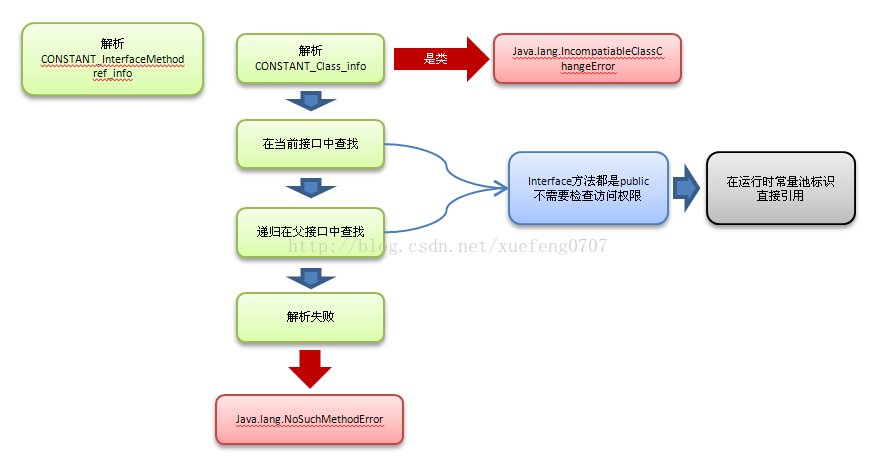 解析
CONSTANT_InterfaceMethod
ref_info
解析
CONSTANT_Class_info
是类
Java.lang.IncompatiableClassC
hangeError
在当前接口中查找
Interface方法都是public
不需要检查访问权限
在运行时常量池标识
直接引用
递归在父接口中查找
http://blog.csdn.net/xuefeng0707
解析失败
Java.lang.NoSuchMethodError